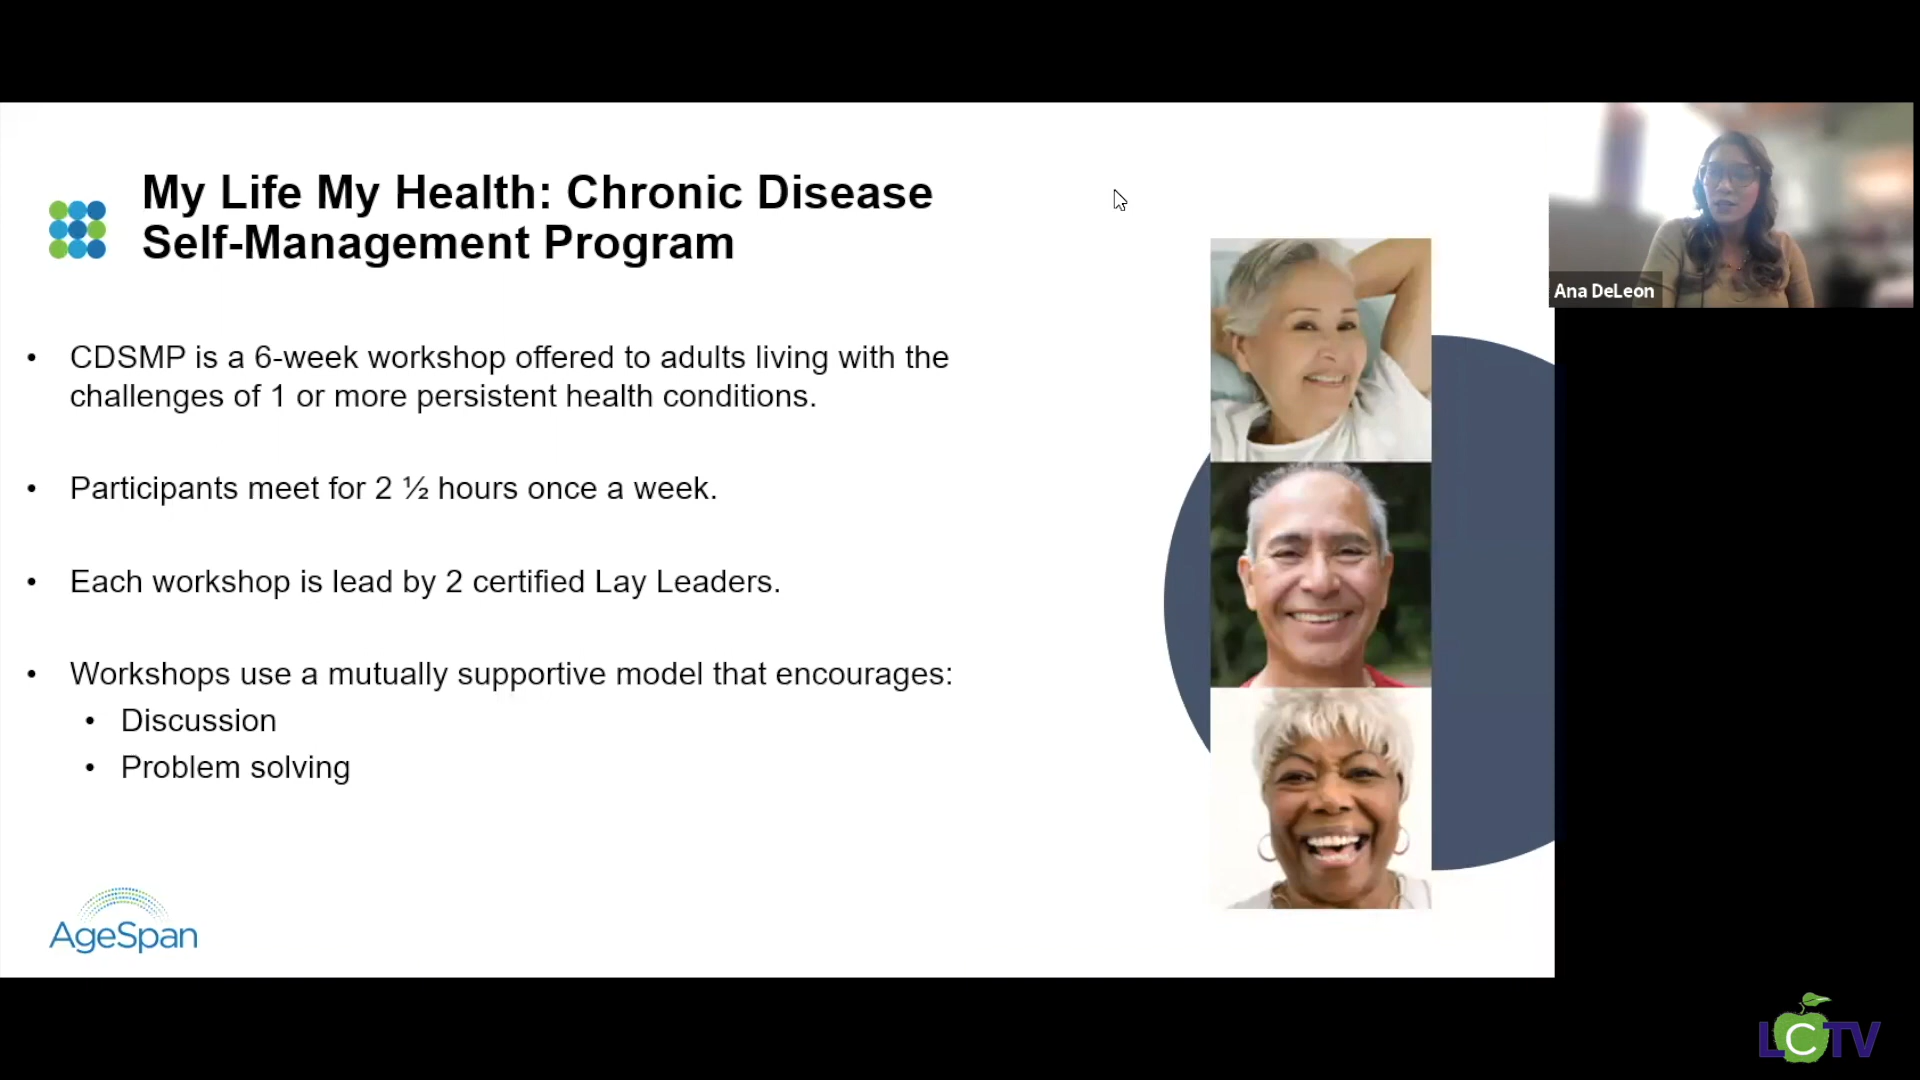 My Life My Health: Chronic Disease
Self-Management Program
• CDSMP is a 6-week workshop offered to adults living with the
challenges of 1 or more persistent health conditions.
• Participants meet for 2 ½ hours once a week.
• Each workshop is lead by 2 certified Lay Leaders.
• Workshops use a mutually supportive model that encourages:
• Discussion
• Problem solving
AgeSpan
Ana DeLeon
LCTV